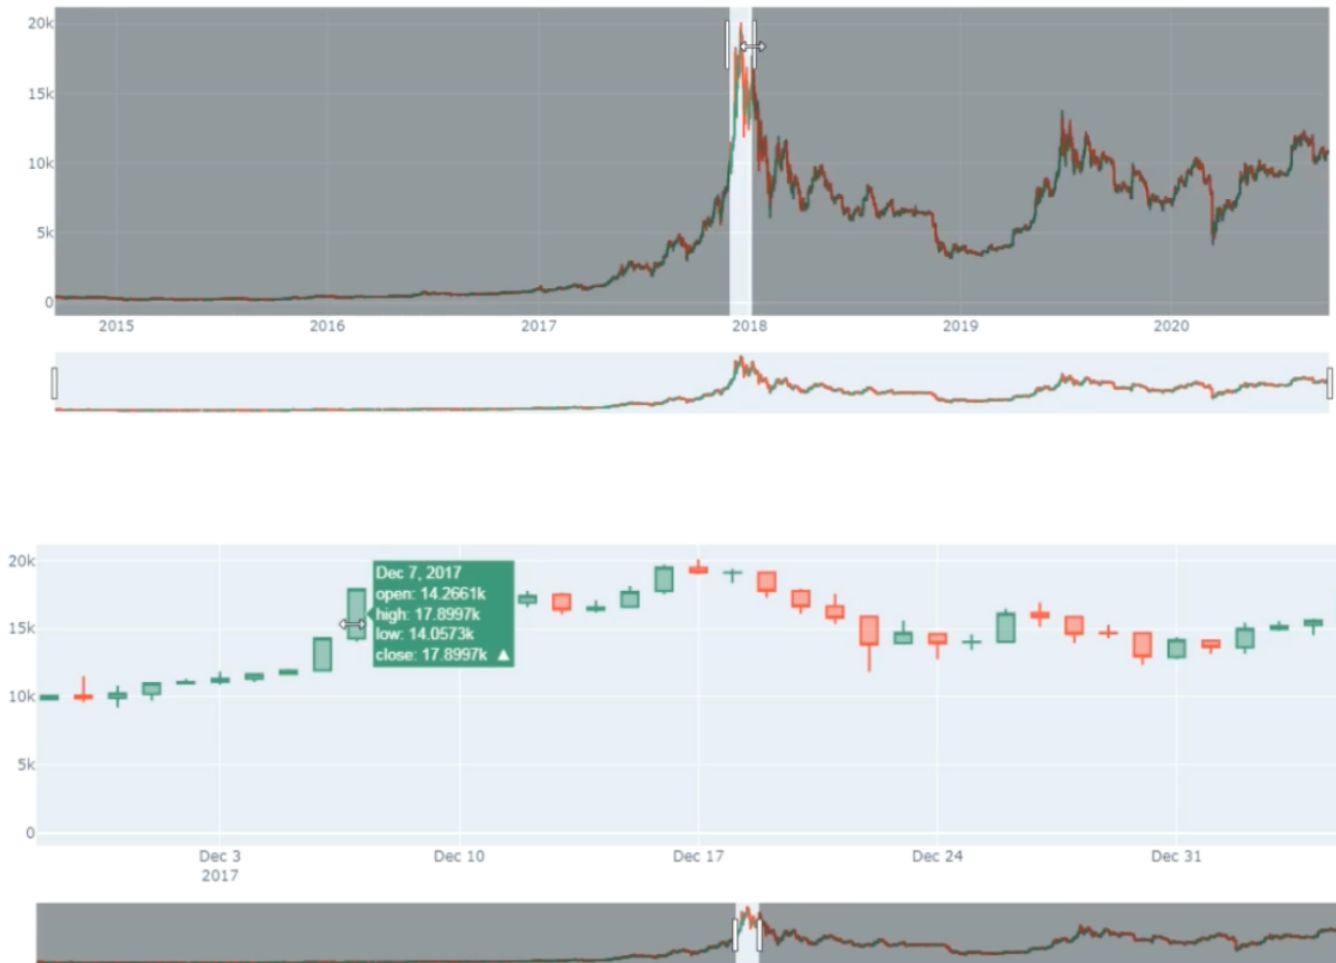 20k
15k
10k
5k
0
2015 2016 2017 2018 2019 2020
20k
15k
10k
5k
0
Dec 7, 2017
open: 14.2661k
high: 17.8997k
low: 14.0573k
close: 17.8997k ▲
Dec 3 Dec 10 Dec 17 Dec 24 Dec 31
2017